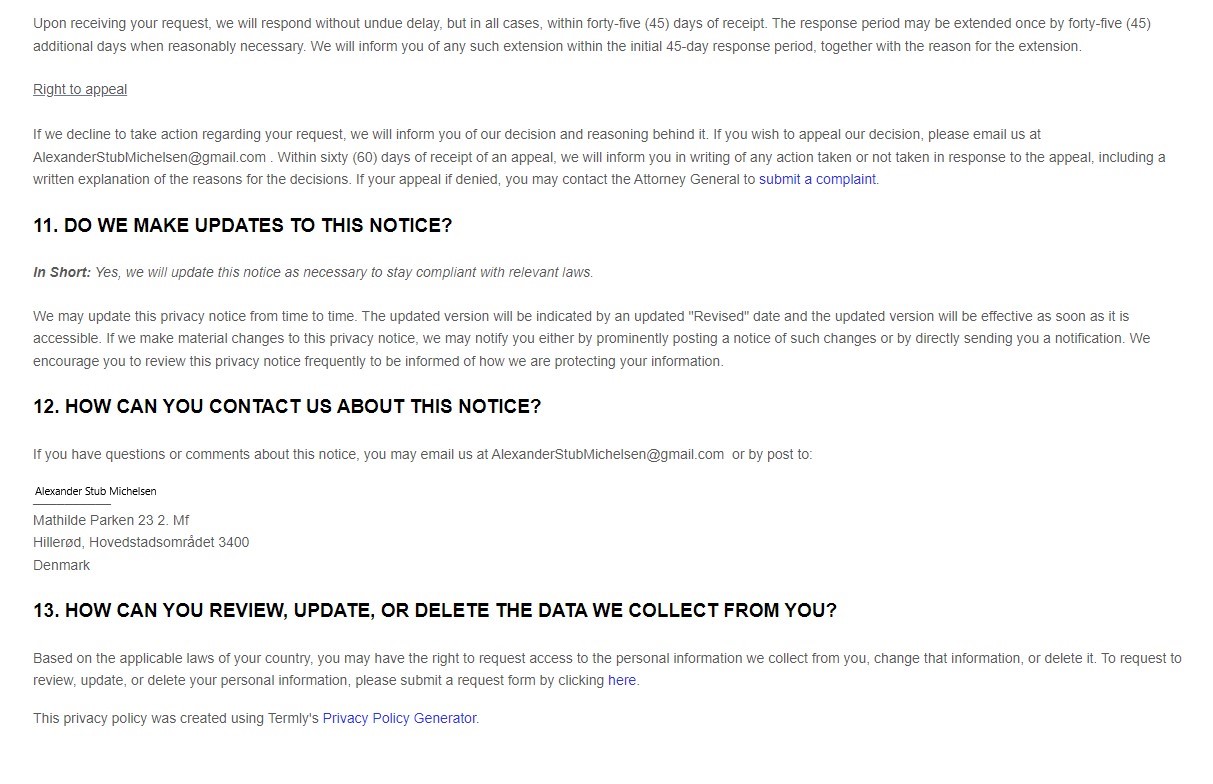 Upon receiving your request, we will respond without undue delay, but in all cases, within forty-five (45) days of receipt. The response period may be extended once by forty-five (45)
additional days when reasonably necessary. We will inform you of any such extension within the initial 45-day response period, together with the reason for the extension.
Right to appeal
If we decline to take action regarding your request, we will inform you of our decision and reasoning behind it. If you wish to appeal our decision, please email us at
AlexanderStubMichelsen@gmail.com . Within sixty (60) days of receipt of an appeal, we will inform you in writing of any action taken or not taken in response to the appeal, including a
written explanation of the reasons for the decisions. If your appeal if denied, you may contact the Attorney General to submit a complaint.
11. DO WE MAKE UPDATES TO THIS NOTICE?
In Short: Yes, we will update this notice as necessary to stay compliant with relevant laws.
We may update this privacy notice from time to time. The updated version will be indicated by an updated "Revised" date and the updated version will be effective as soon as it is
accessible. If we make material changes to this privacy notice, we may notify you either by prominently posting a notice of such changes or by directly sending you a notification. We
encourage you to review this privacy notice frequently to be informed of how we are protecting your information.
12. HOW CAN YOU CONTACT US ABOUT THIS NOTICE?
If you have questions or comments about this notice, you may email us at AlexanderStubMichelsen@gmail.com or by post to:
Alexander Stub Michelsen
Mathilde Parken 23 2. Mf
Hillerød, Hovedstadsområdet 3400
Denmark
13. HOW CAN YOU REVIEW, UPDATE, OR DELETE THE DATA WE COLLECT FROM YOU?
Based on the applicable laws of your country, you may have the right to request access to the personal information we collect from you, change that information, or delete it. To request to
review, update, or delete your personal information, please submit a request form by clicking here.
This privacy policy was created using Termly's Privacy Policy Generator.